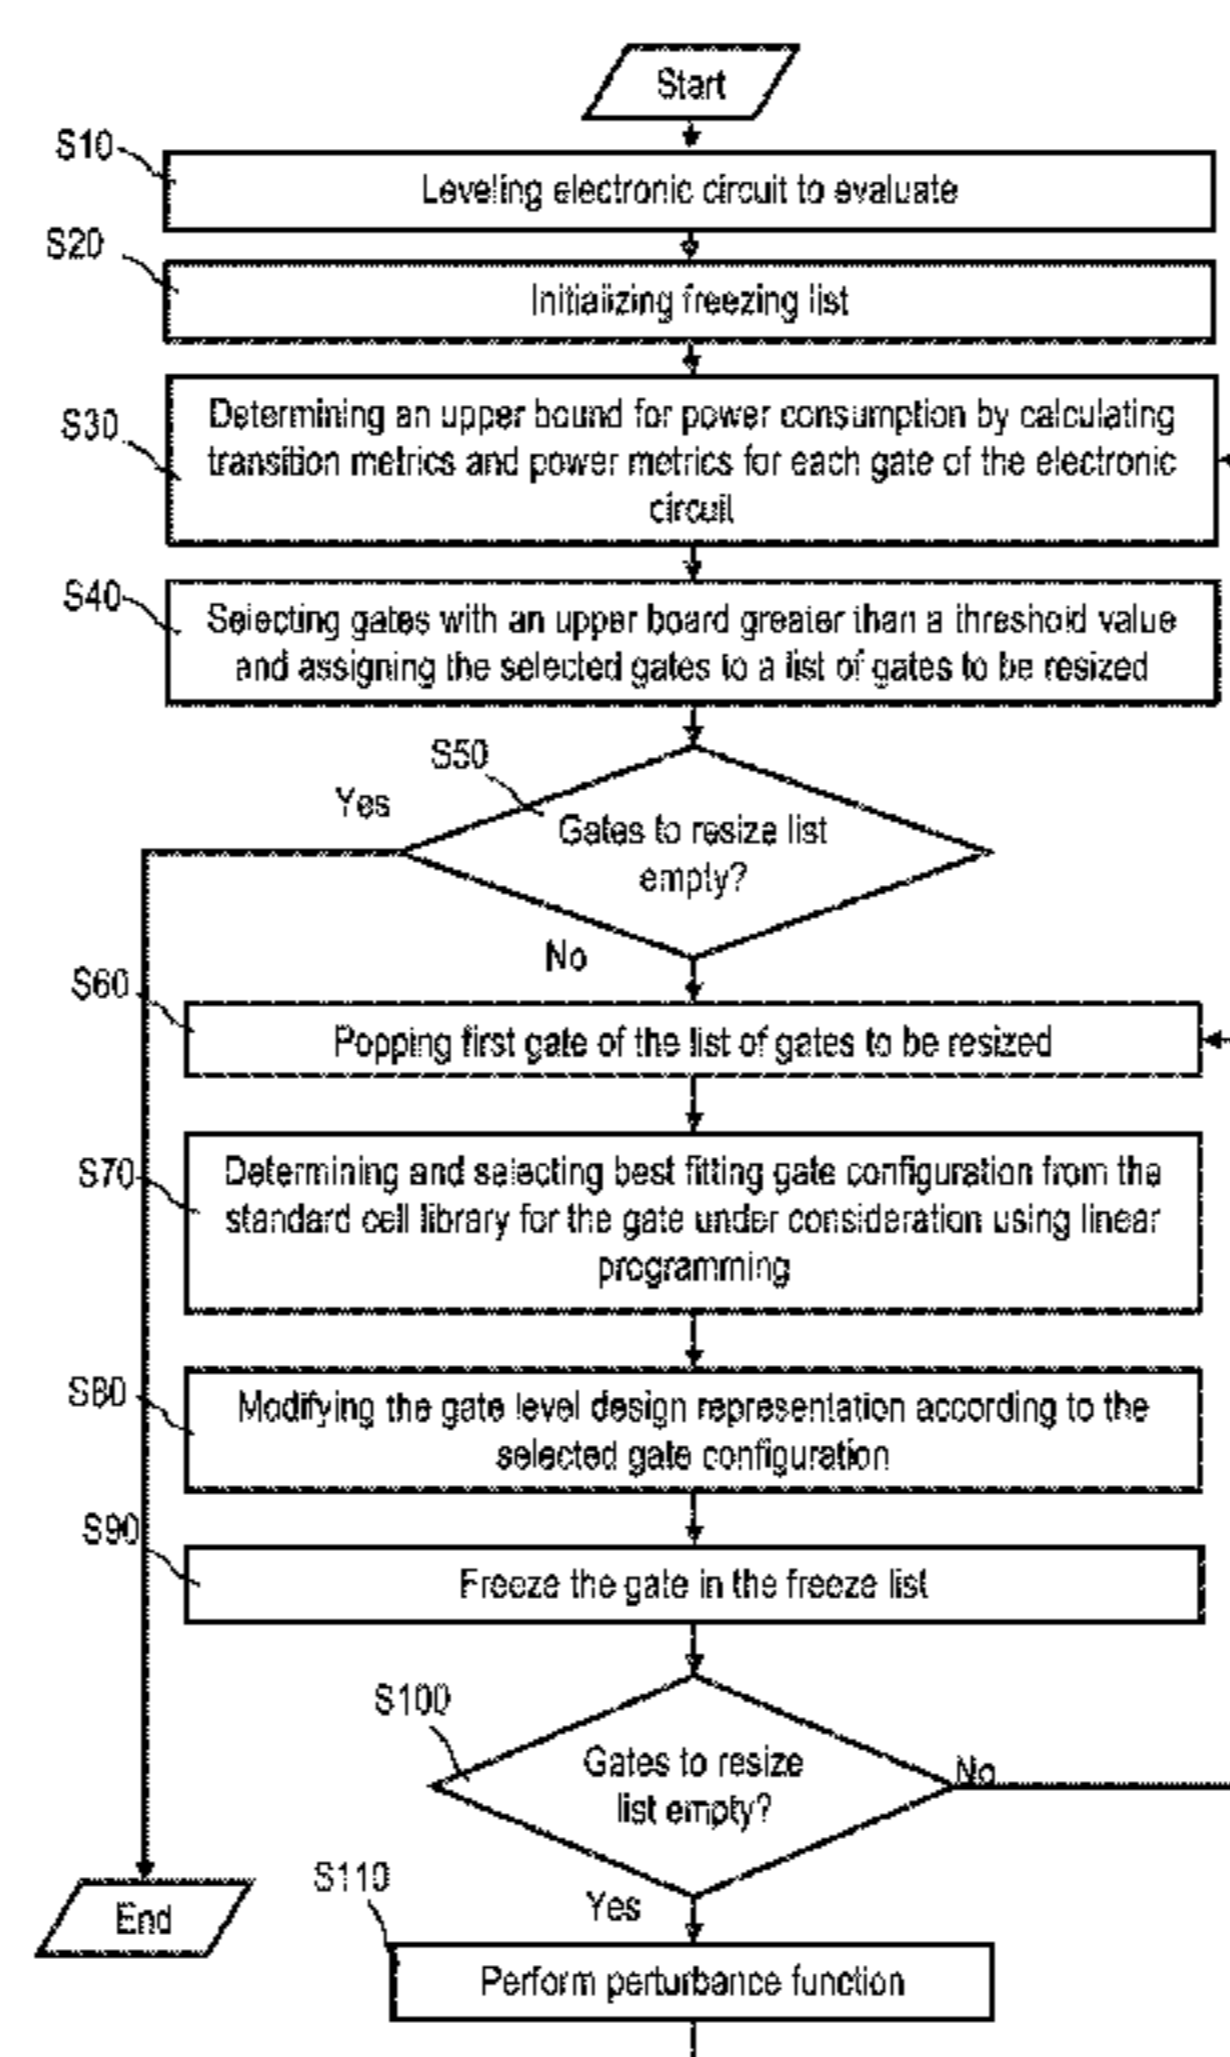 Start
S10
Leveling electronic circuit to evaluate
S20
Initializing freezing list
S30
Determining an upper bound for power consumption by calculating
transition metrics and power metrics for each gate of the electronic
circuit
S40
Selecting gates with an upper board greater than a threshold value
and assigning the selected gates to a list of gates to be resized
S50
Yes
Gates to resize list
empty?
No
S60
Popping first gate of the list of gates to be resized
S70
Determining and selecting best fitting gate configuration from the
standard cell library for the gate under consideration using linear
programming
S80
Modifying the gate level design representation according to the
selected gate configuration
S90
Freeze the gate in the freeze list
S100
Gates to resize
list empty?
No
S110
Yes
End
Perform perturbance function